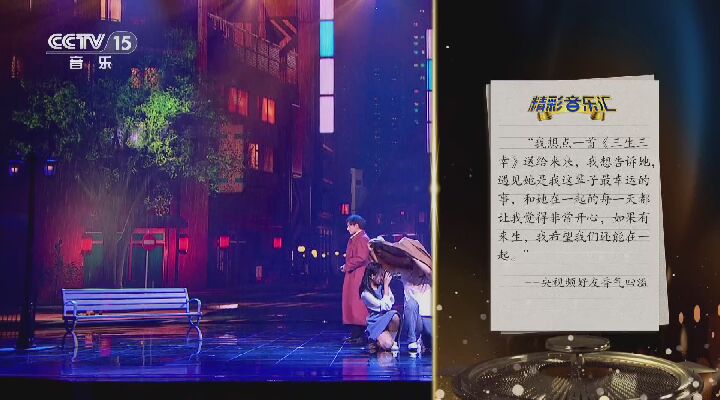 CCTV 15
音乐
精彩音乐汇
“我想点一首《三生三
幸》送给来次，我想告诉她，
遇见她是我这辈子最幸运的
事，和她在一起的每一天都
让我觉得非常开心，如果有
来生，我希望我们还能在一
起。”
——央视频好友香气四溢